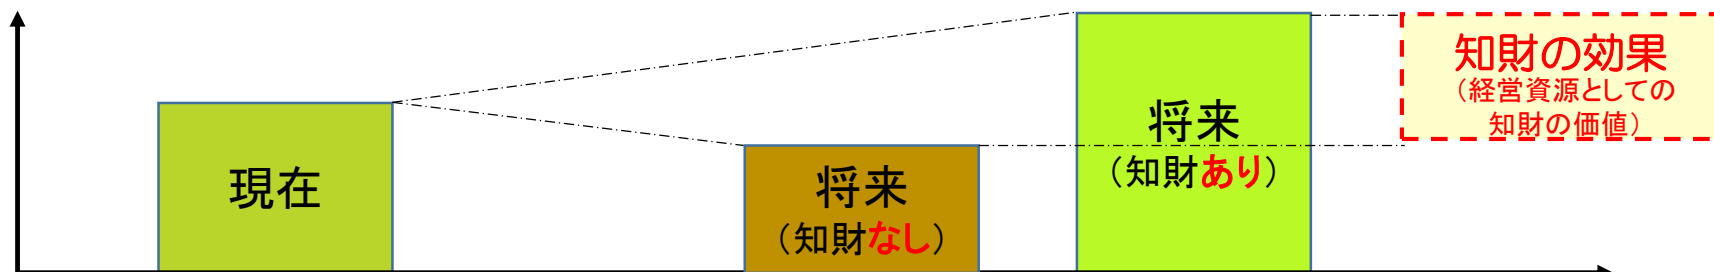 現在
将来
（知財なし）
将来
（知財あり）
知財の効果
（経営資源としての
知財の価値）